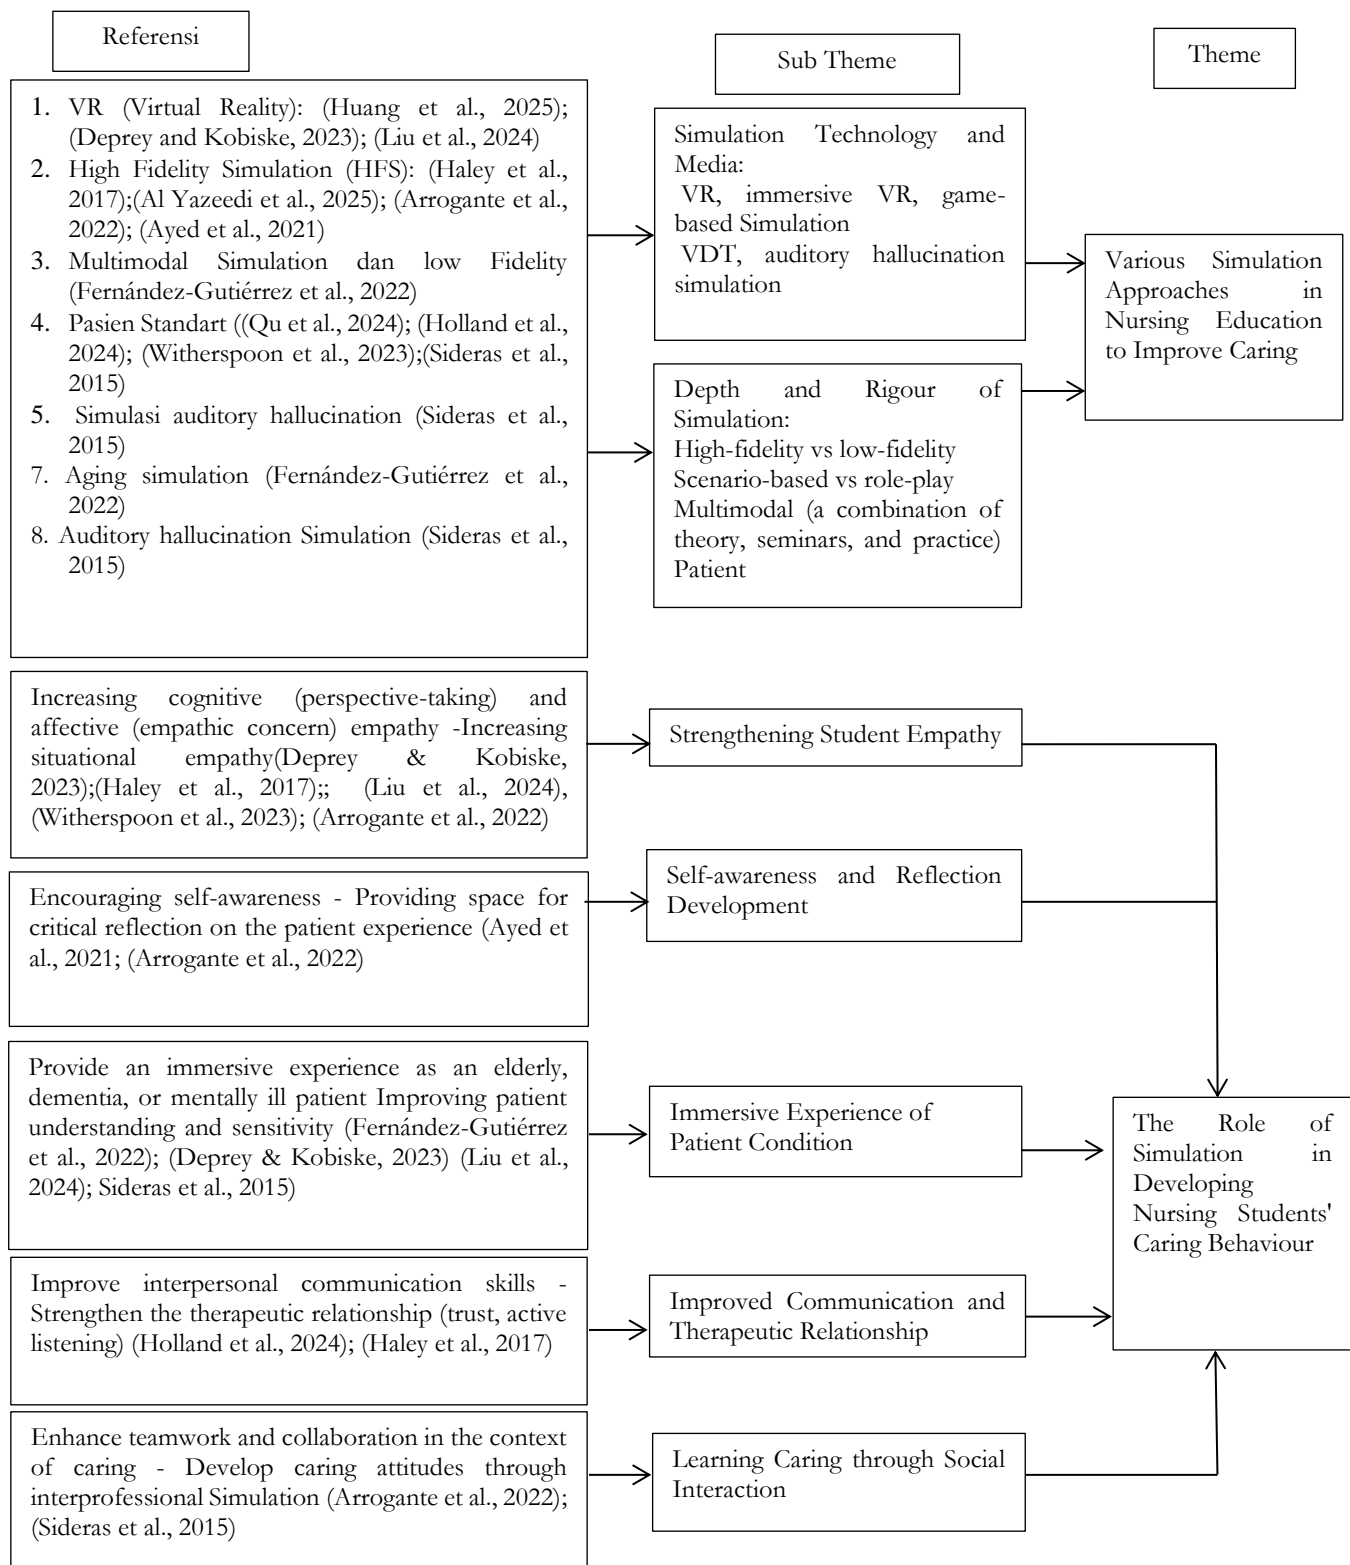 Referensi
Sub Theme
Theme
1. VR (Virtual Reality): (Huang et al., 2025);
(Deprey and Kobiske, 2023); (Liu et al., 2024)
2. High Fidelity Simulation (HFS): (Haley et al.,
2017);(Al Yazeedi et al., 2025); (Arrogante et al.,
2022); (Ayed et al., 2021)
3. Multimodal Simulation dan low Fidelity
(Fernández-Gutiérrez et al., 2022)
4. Pasien Standart ((Qu et al., 2024); (Holland et al.,
2024); (Witherspoon et al., 2023);(Sideras et al.,
2015)
5. Simulasi auditory hallucination (Sideras et al.,
2015)
7. Aging simulation (Fernández-Gutiérrez et al.,
2022)
8. Auditory hallucination Simulation (Sideras et al.,
2015)
Simulation Technology and
Media:
VR, immersive VR, game-
based Simulation
VDT, auditory hallucination
simulation
Depth and Rigour of
Simulation:
High-fidelity vs low-fidelity
Scenario-based vs role-play
Multimodal (a combination of
theory, seminars, and practice)
Patient
Various Simulation
Approaches in
Nursing Education
to Improve Caring
Increasing cognitive (perspective-taking) and
affective (empathic concern) empathy -Increasing
situational empathy(Deprey & Kobiske,
2023);(Haley et al., 2017);; (Liu et al., 2024),
(Witherspoon et al., 2023); (Arrogante et al., 2022)
Strengthening Student Empathy
Encouraging self-awareness - Providing space for
critical reflection on the patient experience (Ayed et
al., 2021; (Arrogante et al., 2022)
Self-awareness and Reflection
Development
Provide an immersive experience as an elderly,
dementia, or mentally ill patient Improving patient
understanding and sensitivity (Fernández-Gutiérrez
et al., 2022); (Deprey & Kobiske, 2023) (Liu et al.,
2024); Sideras et al., 2015)
Immersive Experience of
Patient Condition
The Role of
Simulation in
Developing
Nursing Students'
Caring Behaviour
Improve interpersonal communication skills -
Strengthen the therapeutic relationship (trust, active
listening) (Holland et al., 2024); (Haley et al., 2017)
Improved Communication and
Therapeutic Relationship
Enhance teamwork and collaboration in the context
of caring - Develop caring attitudes through
interprofessional Simulation (Arrogante et al., 2022);
(Sideras et al., 2015)
Learning Caring through Social
Interaction